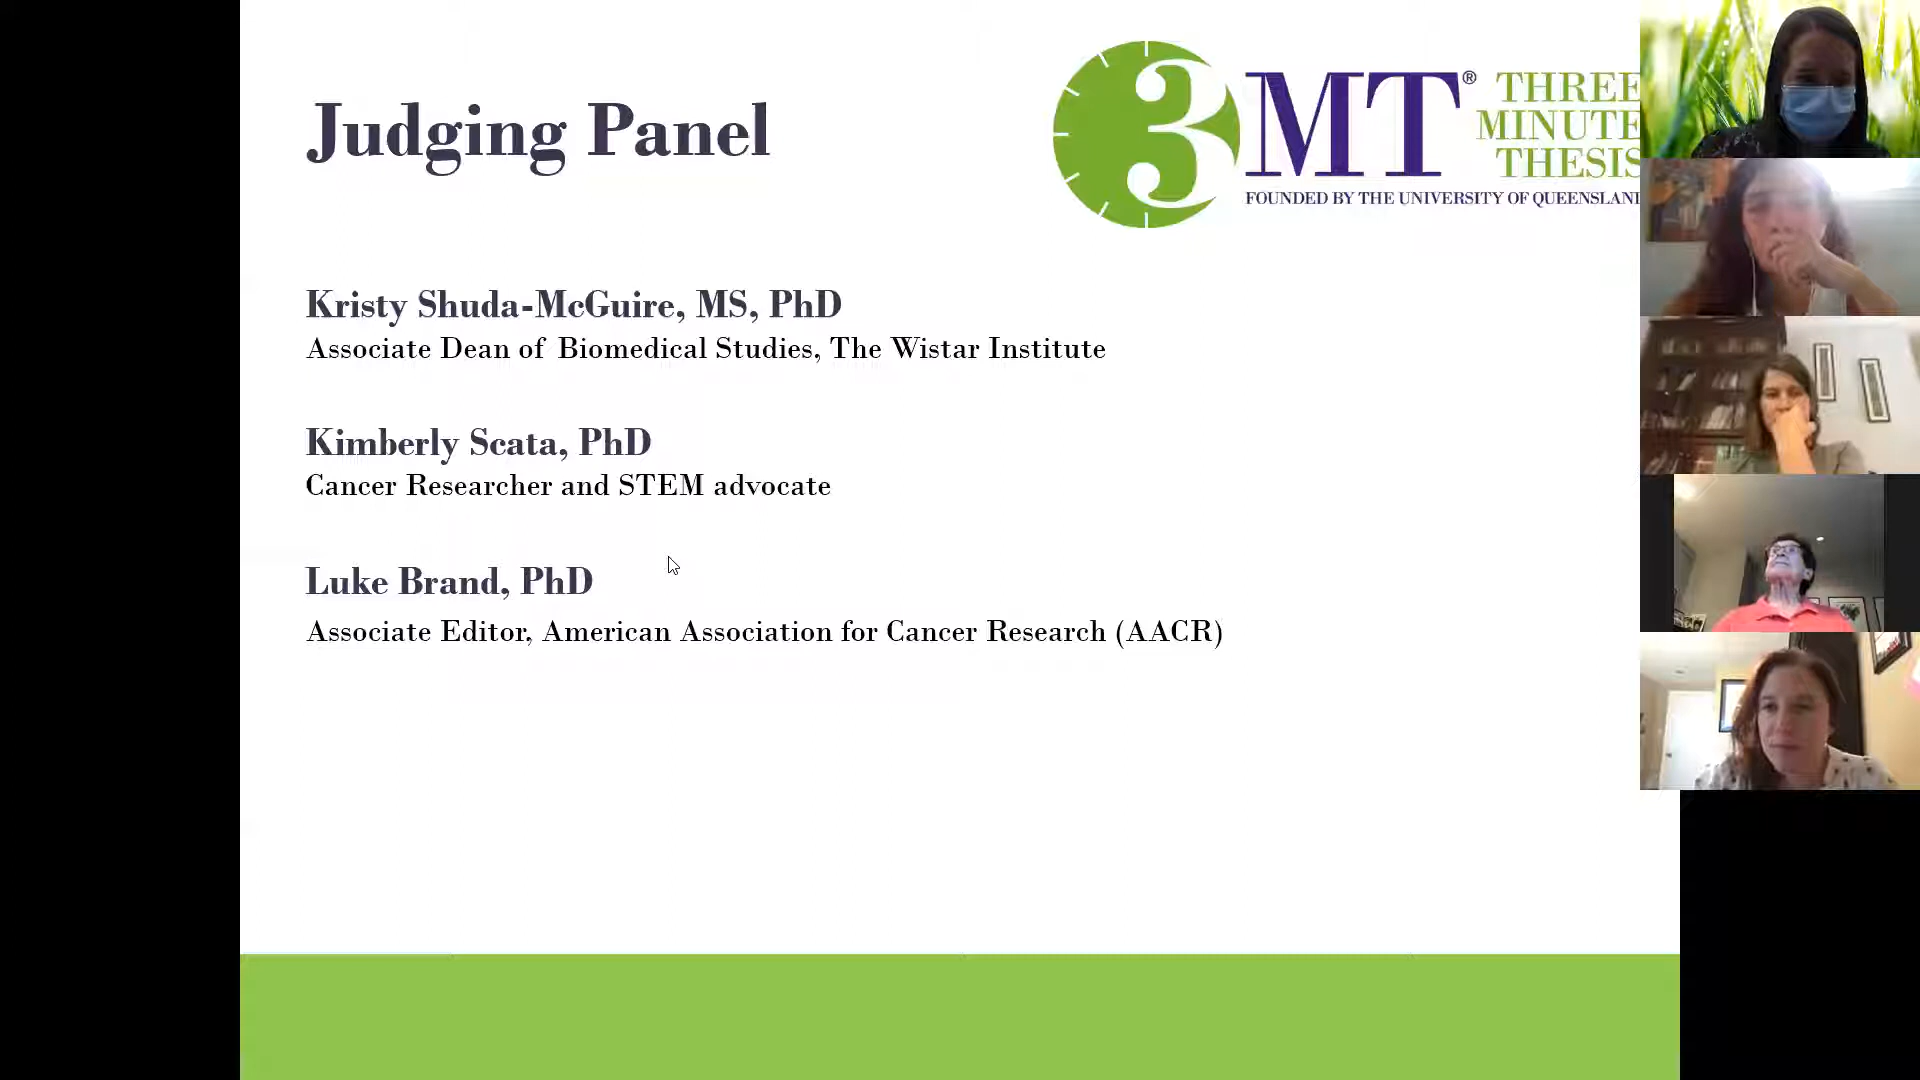 Judging Panel
3MT® THREE
MINUTE
THESIS
FOUNDED BY THE UNIVERSITY OF
Kristy Shuda-McGuire, MS, PhD
Associate Dean of Biomedical Studies, The Wistar Institute
Kimberly Scata, PhD
Cancer Researcher and STEM advocate
Luke Brand, PhD
Associate Editor, American Association for Cancer Research (AACR)